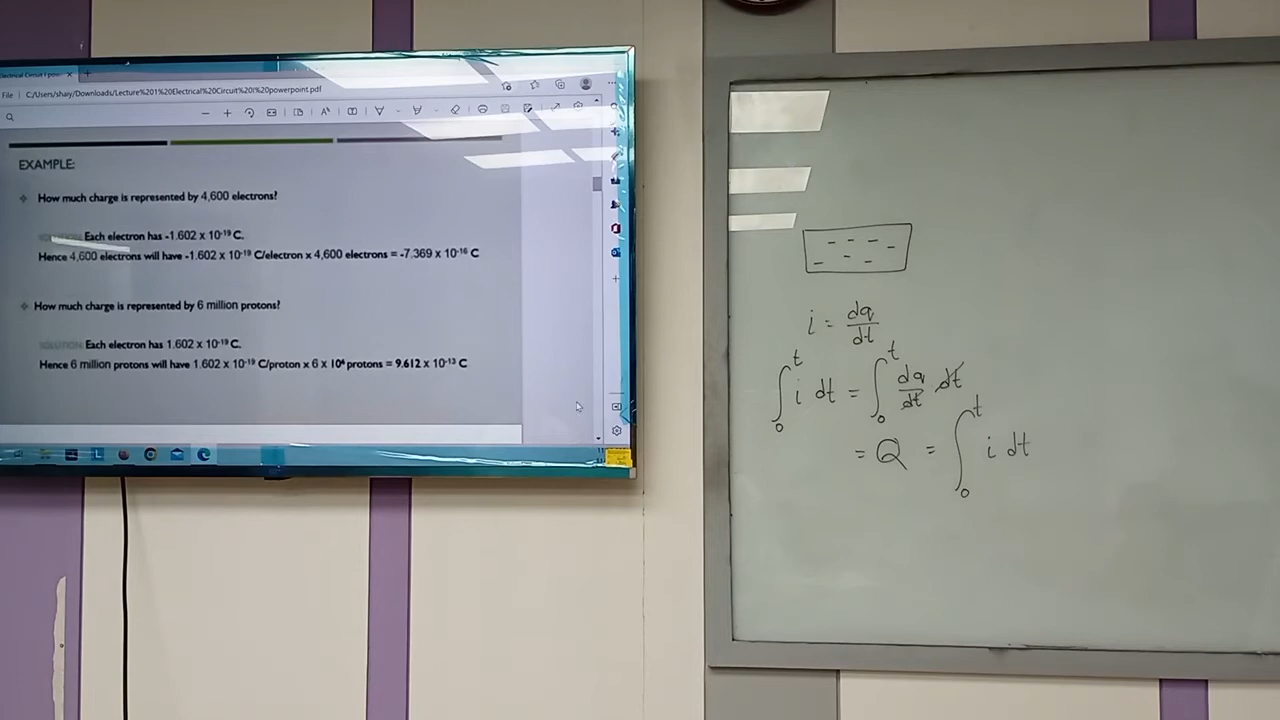 File | C:/Users/shay/Downloads/Lecture%201%20Electrical%20Circuit%20I%20powerpoint.pdf
EXAMPLE:
❖ How much charge is represented by 4,600 electrons?
SOLUTION: Each electron has -1.602 x 10⁻¹⁹ C.
Hence 4,600 electrons will have -1.602 x 10⁻¹⁹ C/electron x 4,600 electrons = -7.369 x 10⁻¹⁶ C
❖ How much charge is represented by 6 million protons?
SOLUTION: Each electron has 1.602 x 10⁻¹⁹ C.
Hence 6 million protons will have 1.602 x 10⁻¹⁹ C/proton x 6 x 10⁶ protons = 9.612 x 10⁻¹³ C
i = dq/dt
∫₀ᵗ i dt = ∫₀ᵗ dq/dt dt
= Q = ∫₀ᵗ i dt